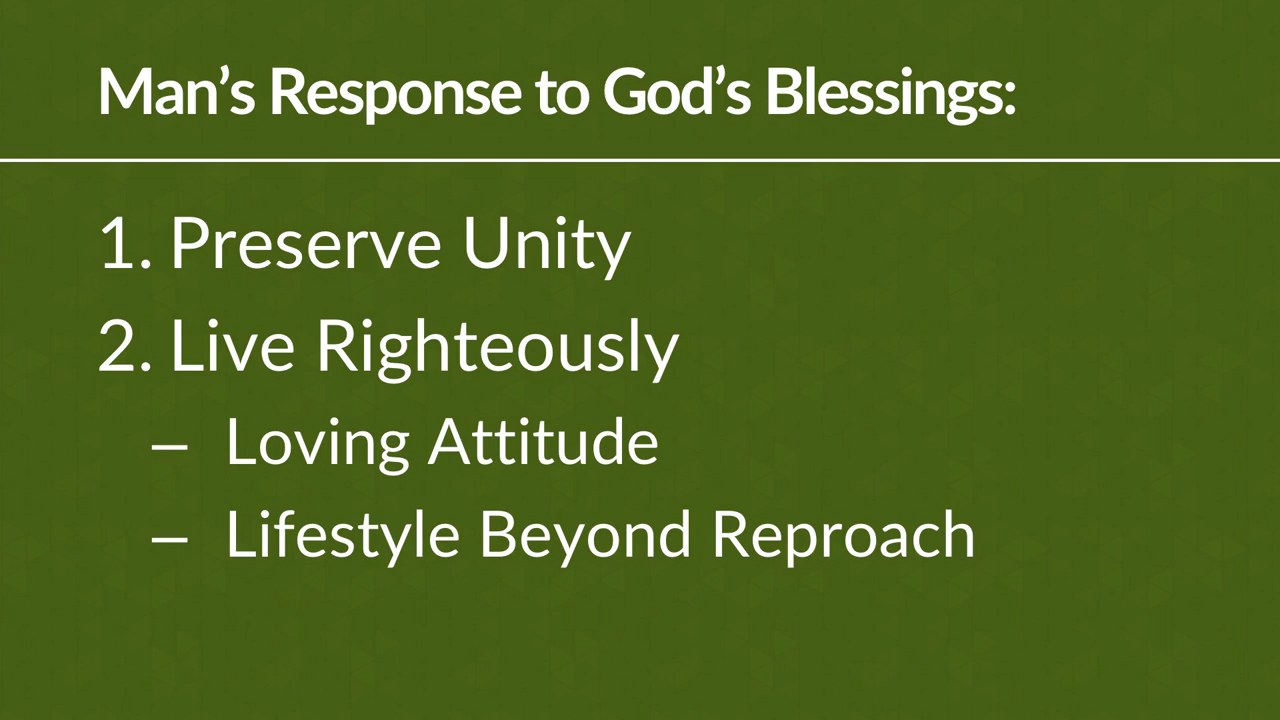 Man’s Response to God’s Blessings:
1. Preserve Unity
2. Live Righteously
– Loving Attitude
– Lifestyle Beyond Reproach